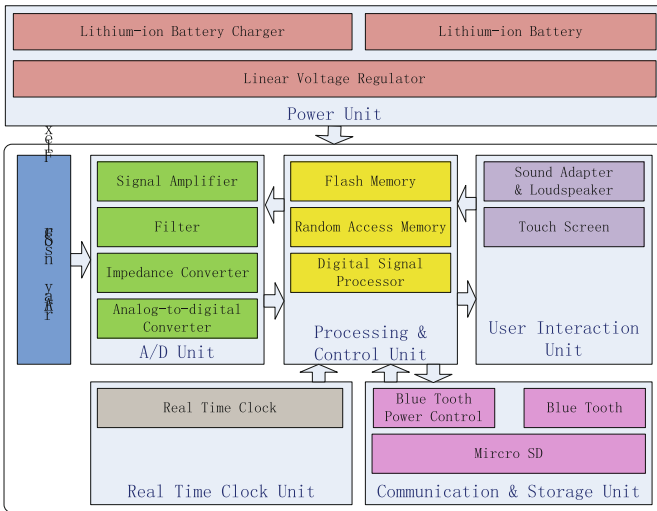 Lithium-ion Battery Charger
Lithium-ion Battery
Linear Voltage Regulator
Power Unit
Signal Amplifier
Filter
Impedance Converter
Analog-to-digital
Converter
A/D Unit
Flash Memory
Random Access Memory
Digital Signal
Processor
Processing &
Control Unit
Sound Adapter
& Loudspeaker
Touch Screen
User Interaction
Unit
Real Time Clock
Real Time Clock Unit
Blue Tooth
Power Control
Blue Tooth
Mircro SD
Communication & Storage Unit